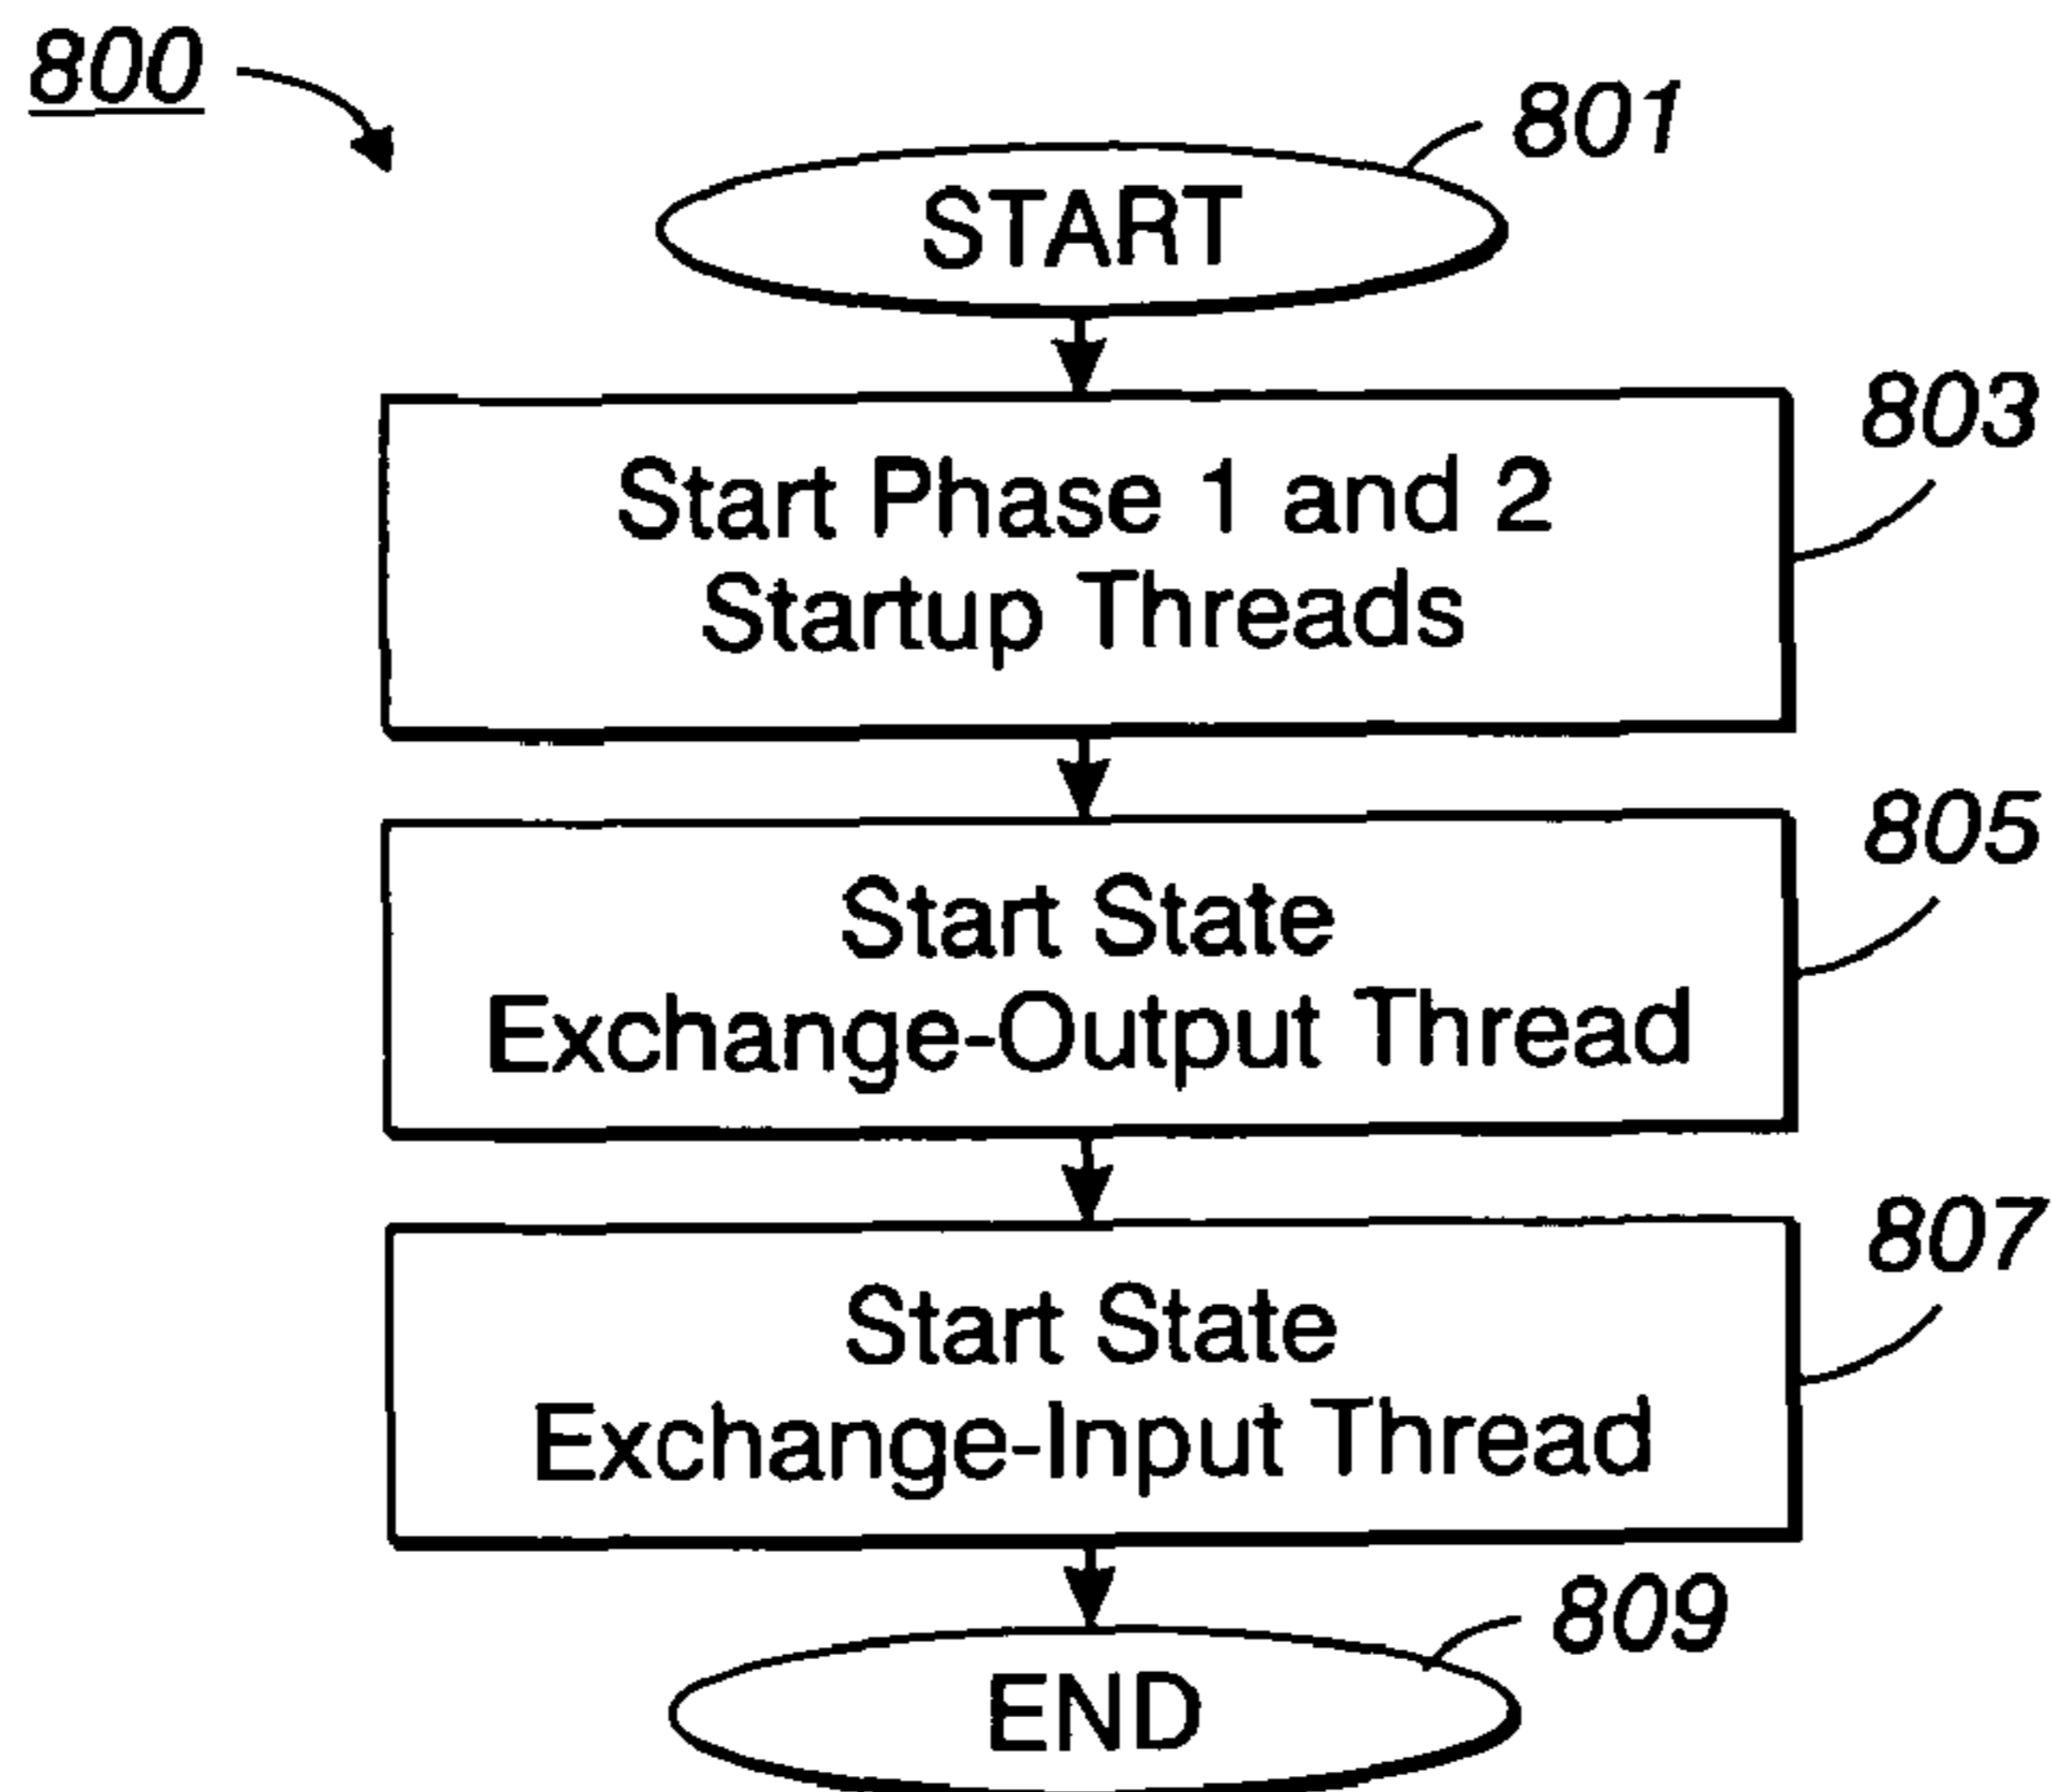 800
801
START
803
Start Phase 1 and 2
Startup Threads
805
Start State
Exchange-Output Thread
807
Start State
Exchange-Input Thread
809
END